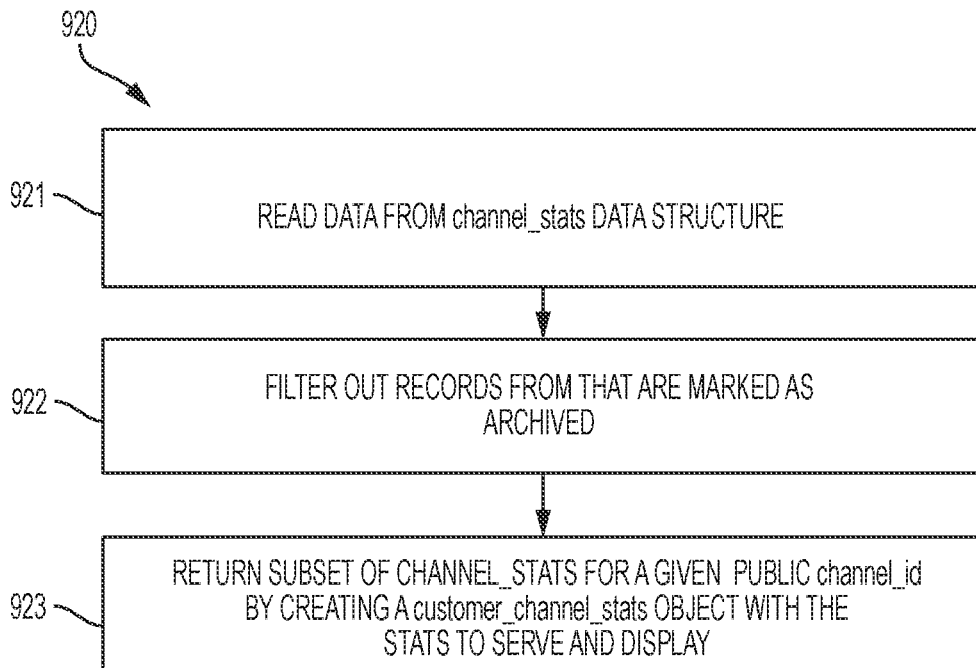 920
921
READ DATA FROM channel_stats DATA STRUCTURE
922
FILTER OUT RECORDS FROM THAT ARE MARKED AS
ARCHIVED
923
RETURN SUBSET OF CHANNEL_STATS FOR A GIVEN PUBLIC channel_id
BY CREATING A customer_channel_stats OBJECT WITH THE
STATS TO SERVE AND DISPLAY